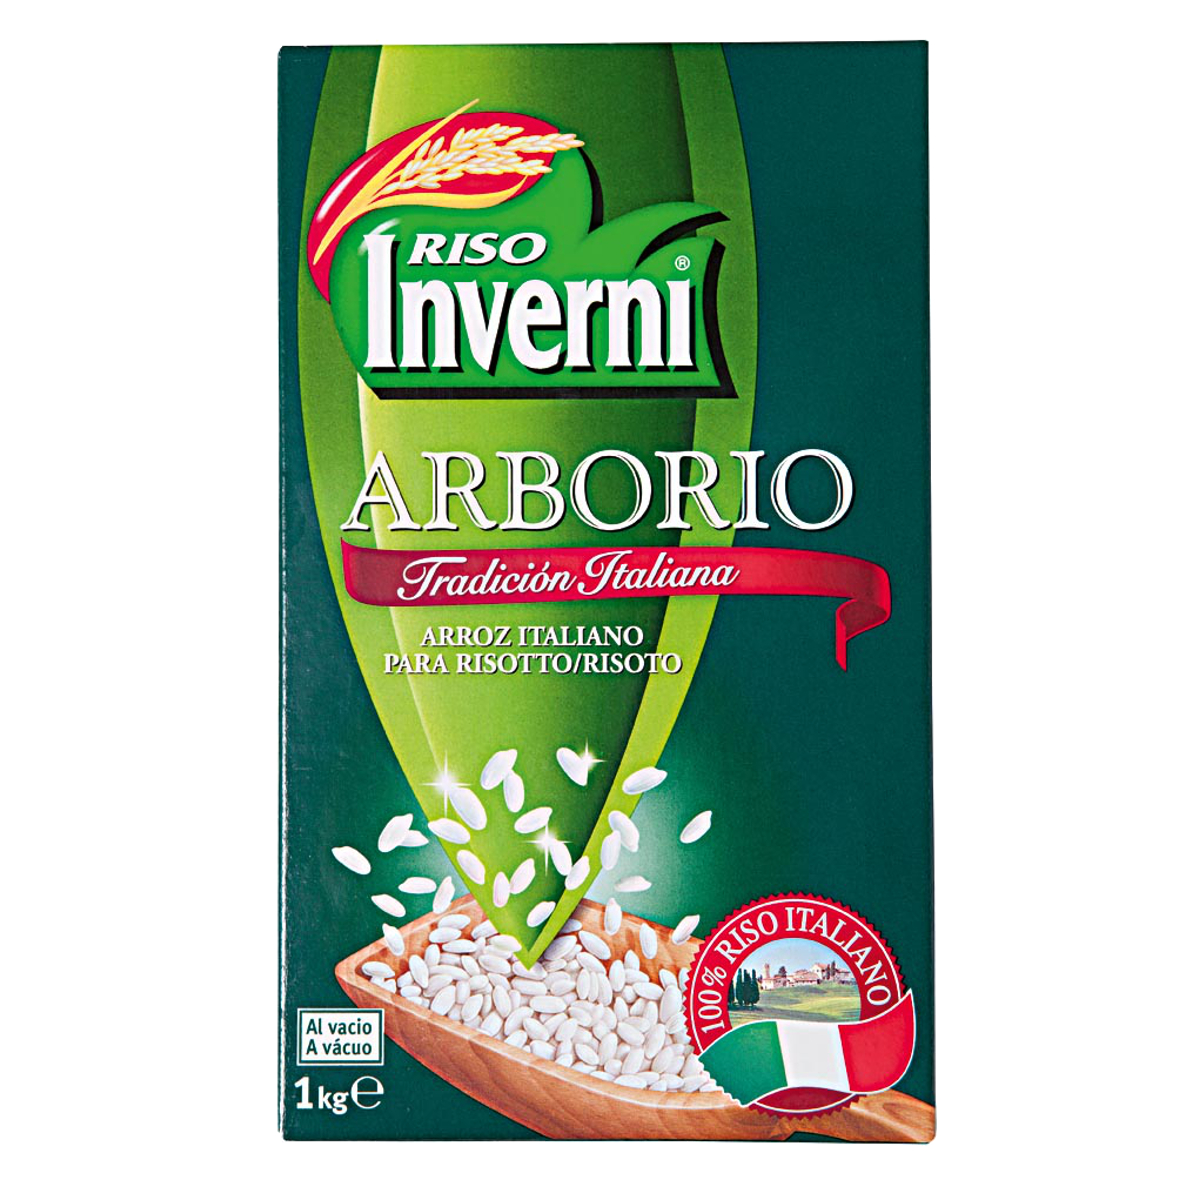 RISO
Inverni®
ARBORIO
Tradición Italiana
ARROZ ITALIANO
PARA RISOTTO/RISOTO
100% RISO ITALIANO
Al vacio
A vácuo
1kg℮